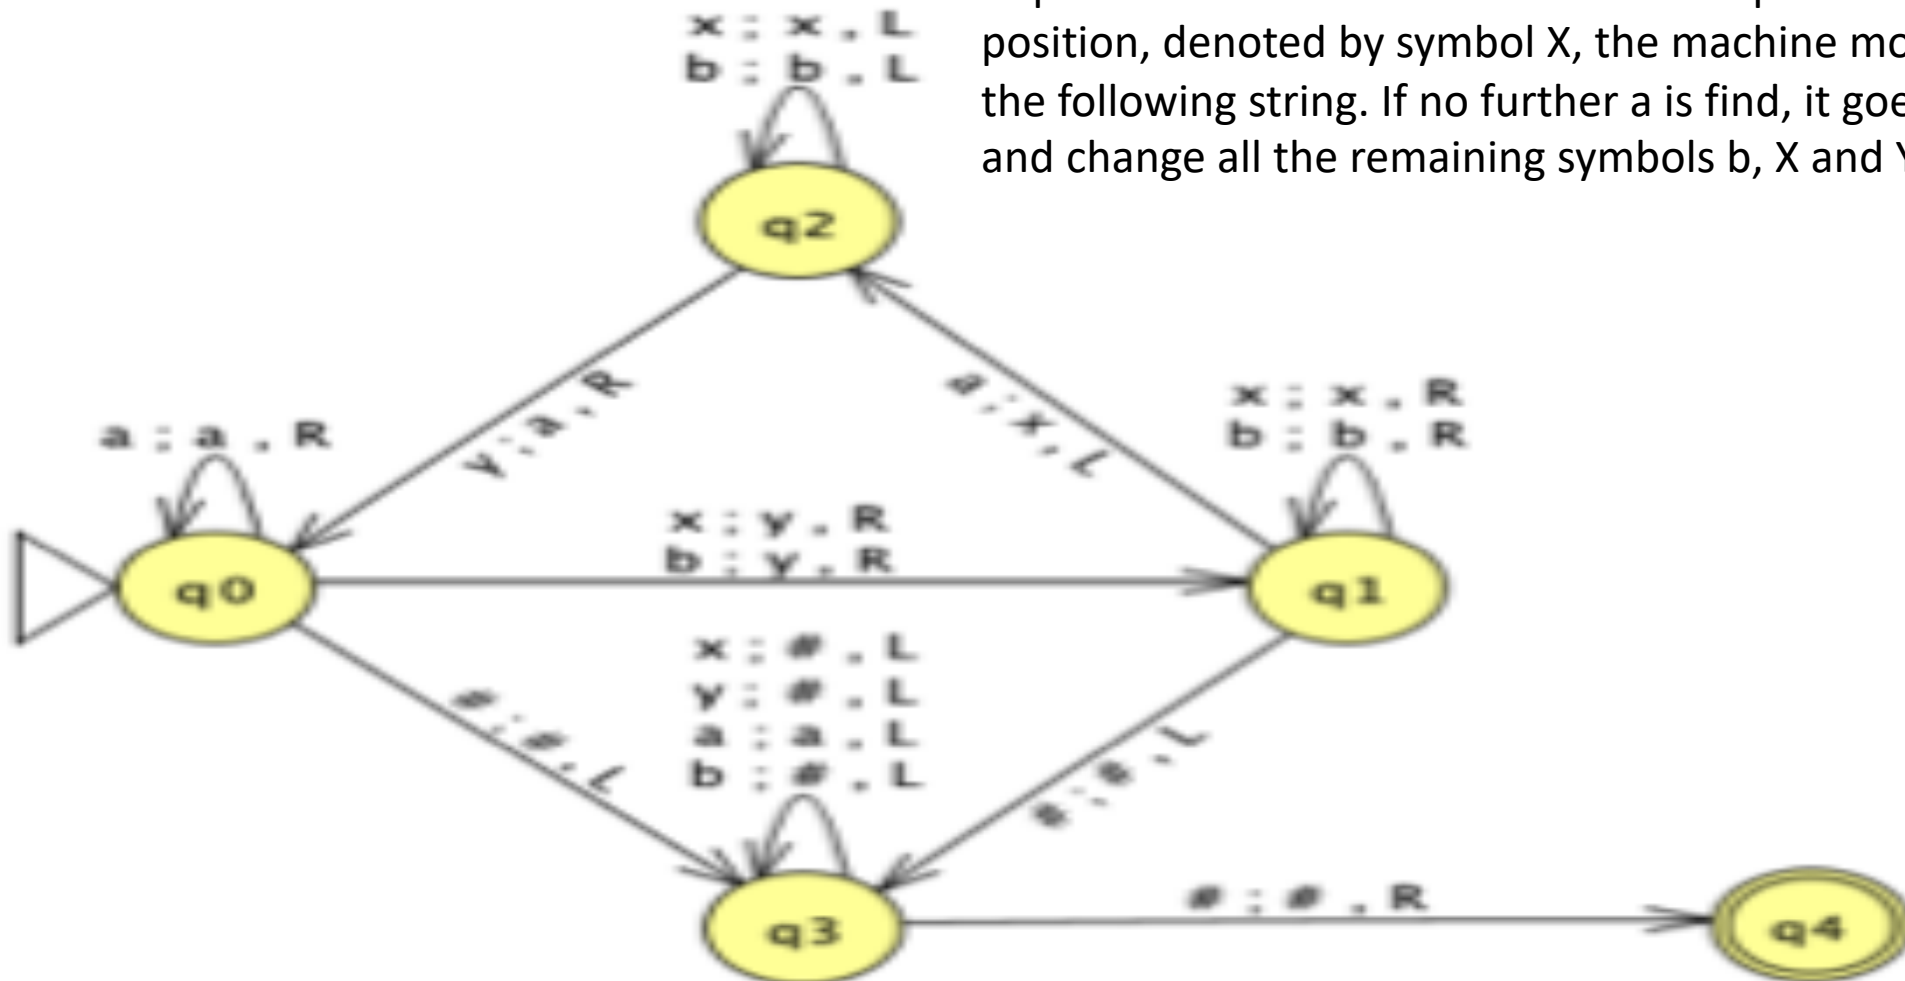 position, denoted by symbol X, the machine mo
the following string. If no further a is find, it goe
and change all the remaining symbols b, X and Y
x : x , L
b : b , L
q2
y ; a , R
a ; x , L
x : x , R
b : b , R
a : a , R
x : y , R
b : y , R
q0
q1
x : # , L
y : # , L
a : a , L
b : # , L
# ; # , L
# : # , R
q3
q4